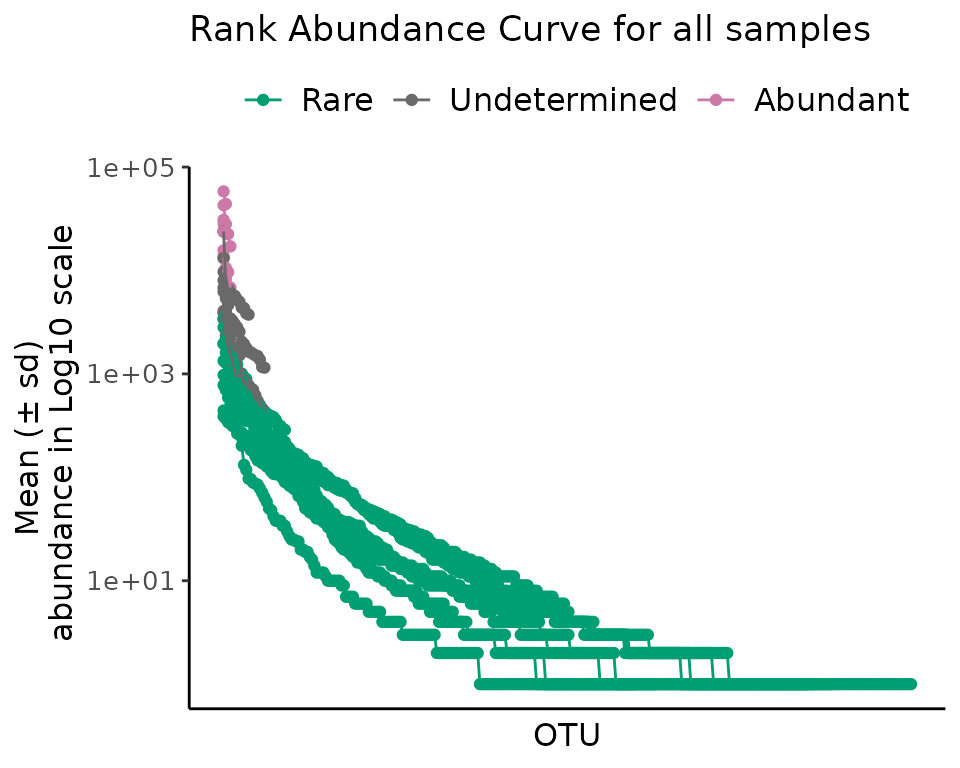 Rank Abundance Curve for all samples
Rare Undetermined Abundant
1e+05
1e+03
1e+01
Mean (± sd)
abundance in Log10 scale
OTU